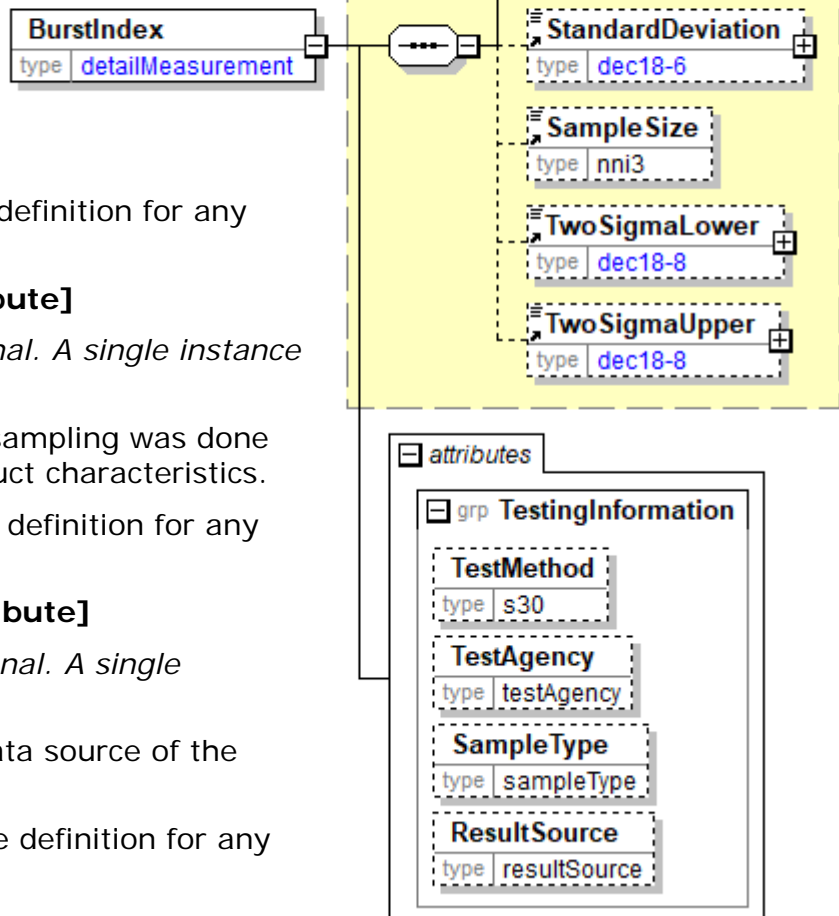 BurstIndex
type detailMeasurement
definition for any
bute]
nal. A single instance
sampling was done
uct characteristics.
definition for any
bute]
nal. A single
ata source of the
e definition for any
StandardDeviation
type dec18-6
SampleSize
type nni3
TwoSigmaLower
type dec18-8
TwoSigmaUpper
type dec18-8
attributes
grp TestingInformation
TestMethod
type s30
TestAgency
type testAgency
SampleType
type sampleType
ResultSource
type resultSource